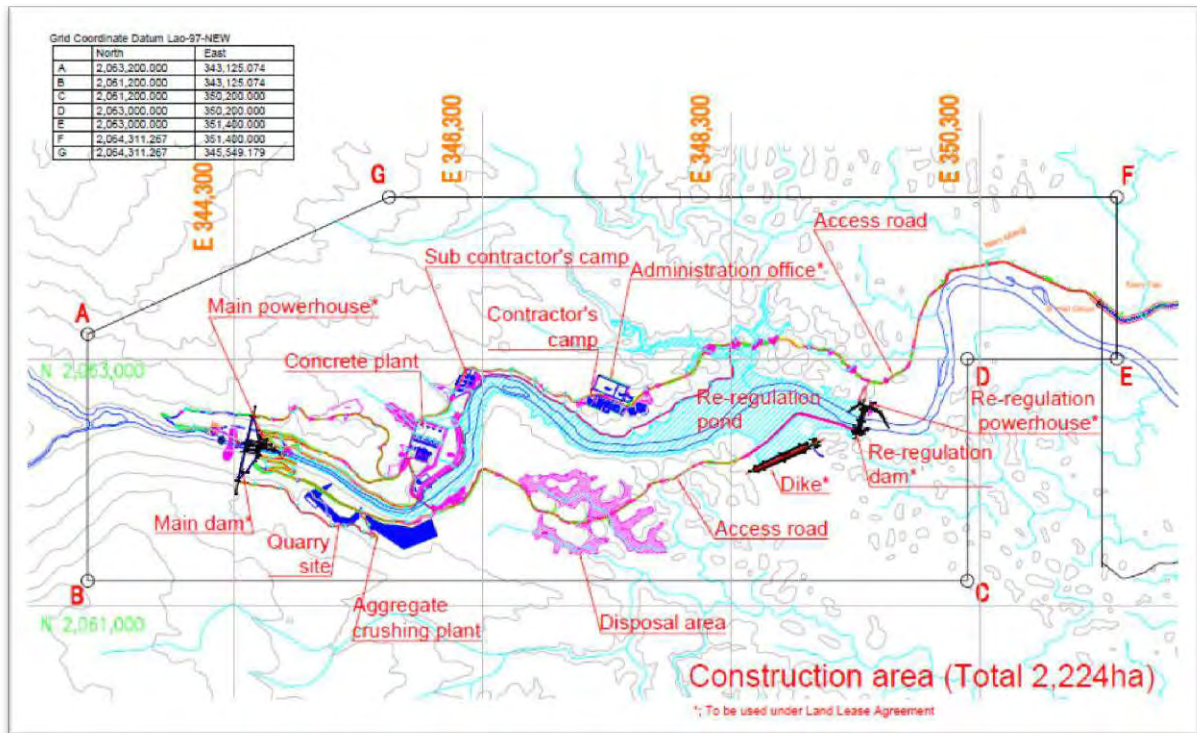 Grid Coordinate Datum Lao-97-NEW
North East
A 2,063,200.000 343,125.074
B 2,061,200.000 343,125.074
C 2,061,200.000 350,200.000
D 2,063,000.000 350,200.000
E 2,063,000.000 351,400.000
F 2,064,311.267 351,400.000
G 2,064,311.267 345,549.179
E 344,300
E 346,300
E 348,300
E 350,300
G
F
Access road
Sub contractor's camp
Administration office*
Main powerhouse*
Contractor's
camp
A
Concrete plant
N 2,063,000
D
E
Re-regulation
pond
Re-regulation
powerhouse*
Re-regulation
dam*
Dike*
Main dam*
Quarry
site
Access road
B
C
Aggregate
crushing plant
Disposal area
N 2,061,000
Construction area (Total 2,224ha)
*; To be used under Land Lease Agreement